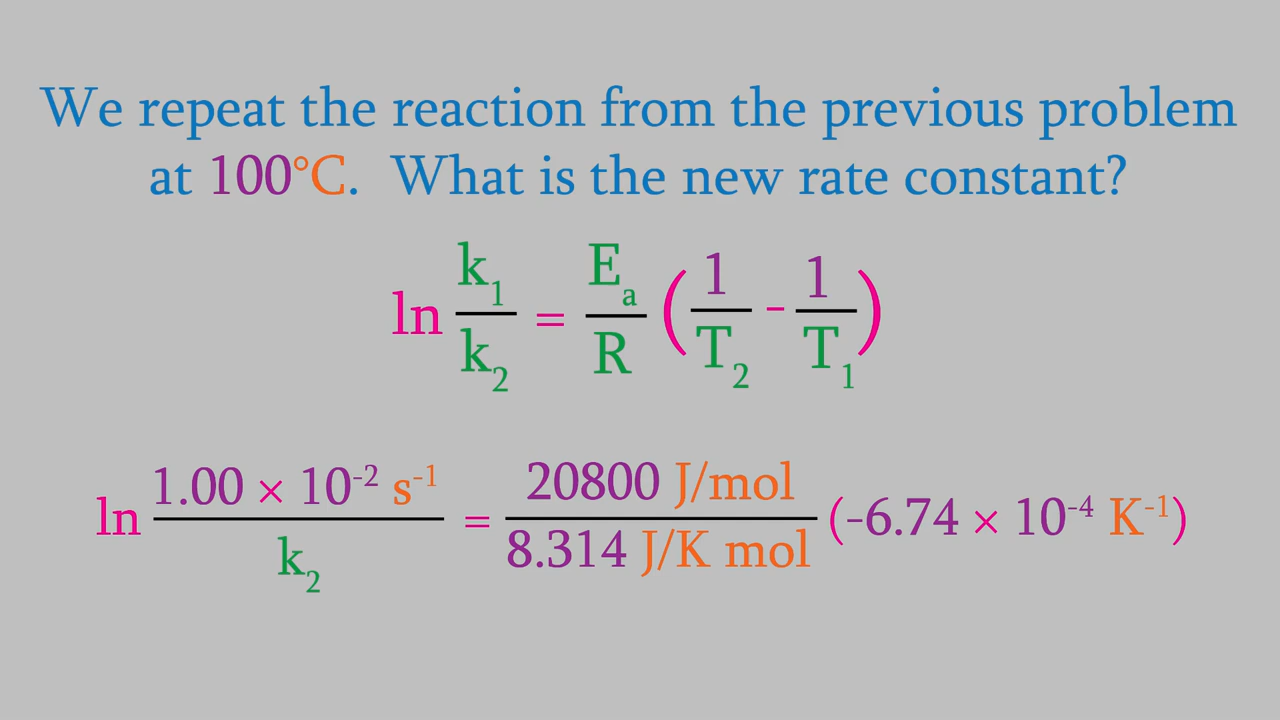 We repeat the reaction from the previous problem
at 100°C. What is the new rate constant?
ln k₁/k₂ = Eₐ/R (1/T₂ - 1/T₁)
ln 1.00 × 10⁻² s⁻¹/k₂ = 20800 J/mol/8.314 J/K mol (-6.74 × 10⁻⁴ K⁻¹)